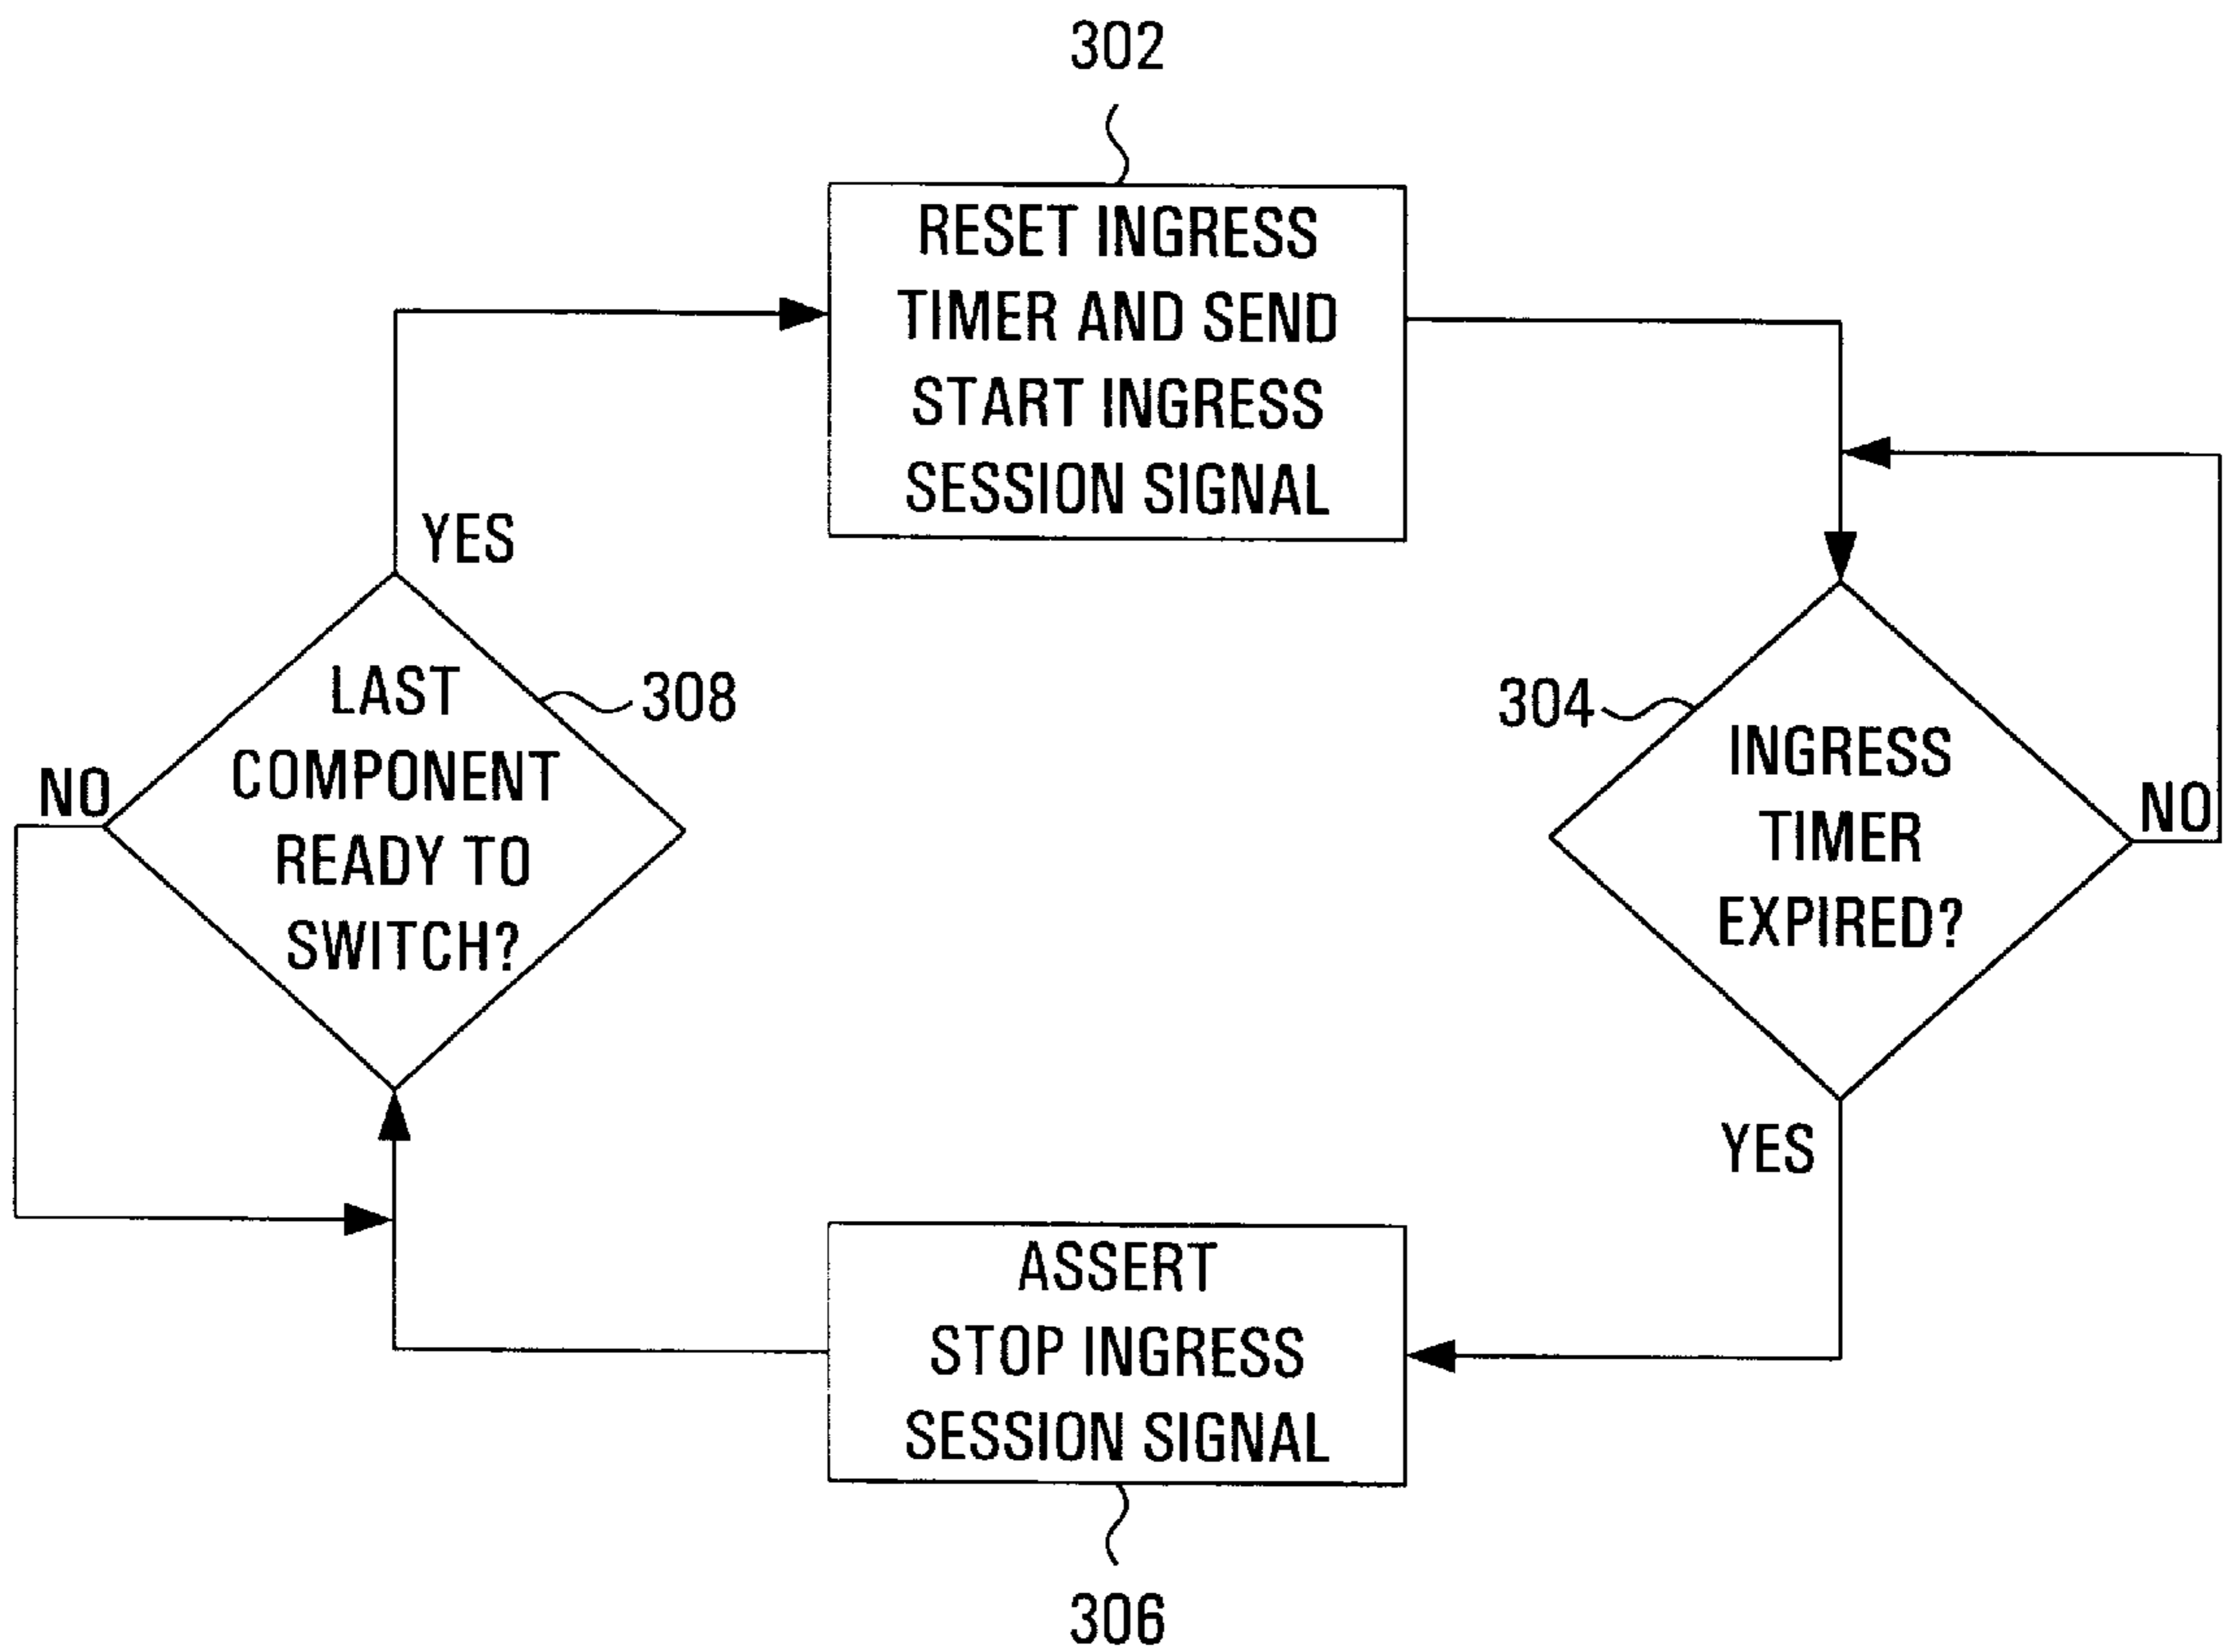 302
RESET INGRESS
TIMER AND SEND
START INGRESS
SESSION SIGNAL
YES
LAST
COMPONENT
READY TO
SWITCH?
308
NO
304
INGRESS
TIMER
EXPIRED?
NO
YES
ASSERT
STOP INGRESS
SESSION SIGNAL
306